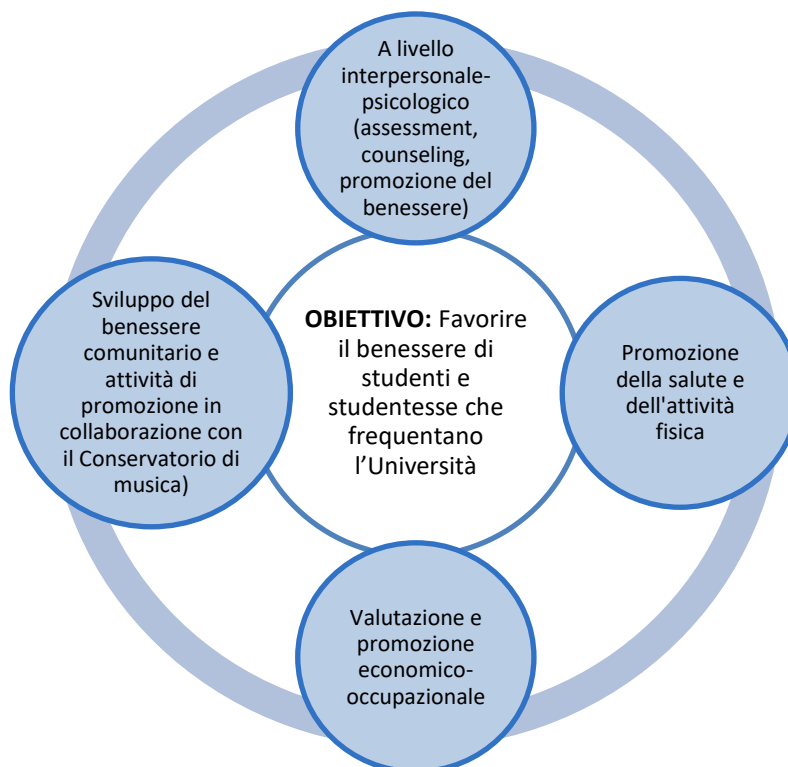 A livello
interpersonale-
psicologico
(assessment,
counseling,
promozione del
benessere)
OBIETTIVO: Favorire
il benessere di
studenti e
studentesse che
frequentano
l’Università
Promozione
della salute e
dell'attività
fisica
Valutazione e
promozione
economico-
occupazionale
Sviluppo del
benessere
comunitario e
attività di
promozione in
collaborazione con
il Conservatorio di
musica)